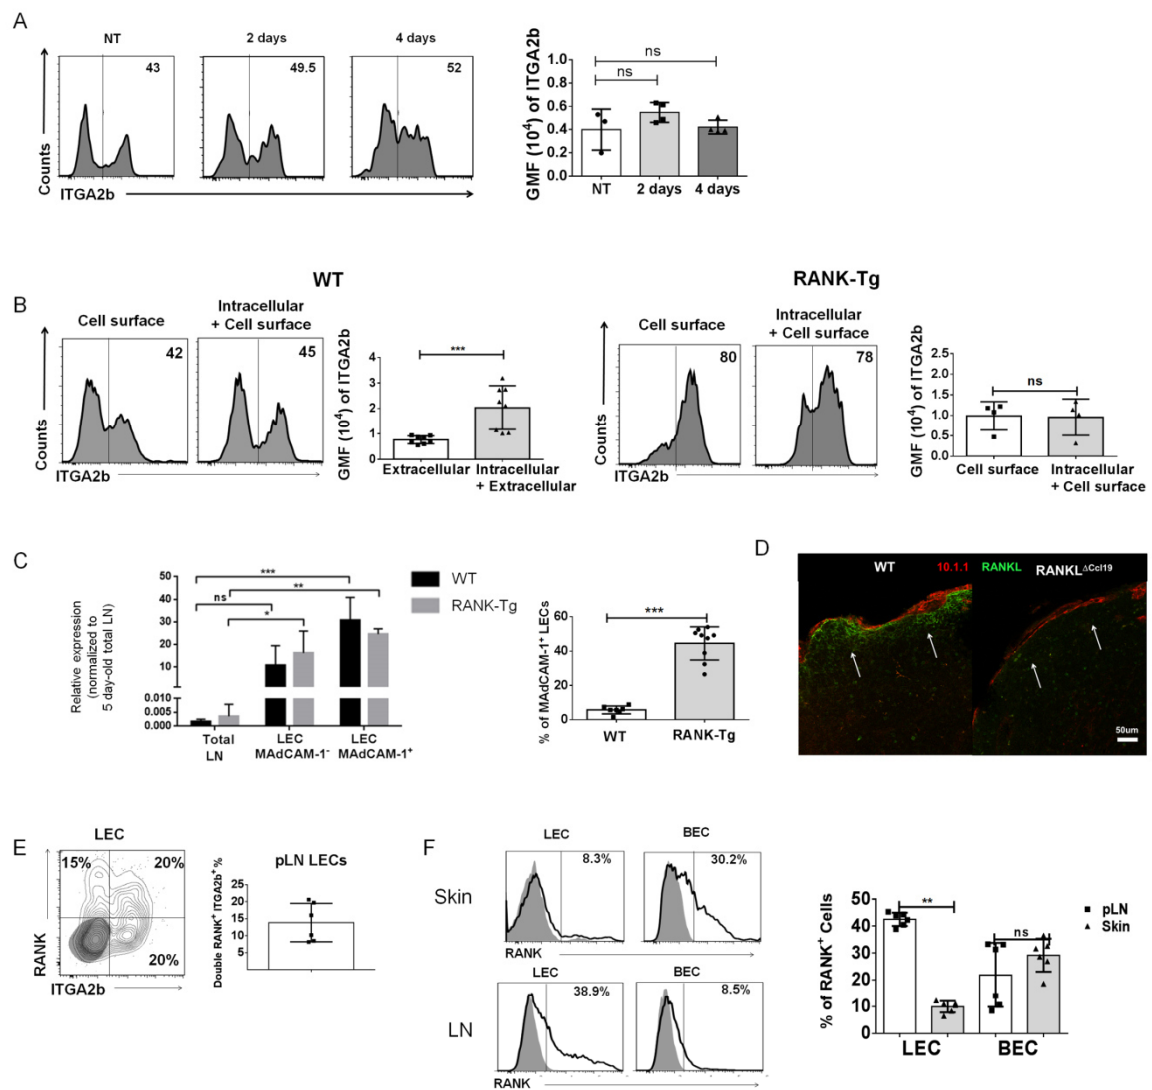 A
NT
2 days
4 days
43
49.5
52
Counts
ITGA2b
GMF (10⁴) of ITGA2b
1.0
0.8
0.6
0.4
0.2
0.0
ns
ns
NT 2 days 4 days
WT
RANK-Tg
B
Cell surface
Intracellular
+ Cell surface
42
45
Counts
ITGA2b
GMF (10⁴) of ITGA2b
4
3
2
1
0
***
Extracellular Intracellular
+ Extracellular
Cell surface
Intracellular
+ Cell surface
80
78
Counts
ITGA2b
GMF (10⁴) of ITGA2b
2.5
2.0
1.5
1.0
0.5
0.0
ns
Cell surface Intracellular
+ Cell surface
C
Relative expression
(normalized to
5 day-old total LN)
50
40
30
20
10
0.010
0.005
0.000
***
**
ns
*
WT
RANK-Tg
Total
LN
LEC
MAdCAM-1⁻
LEC
MAdCAM-1⁺
% of MAdCAM-1⁺ LECs
60
40
20
0
***
WT RANK-Tg
D
WT 10.1.1 RANKL RANKL^ΔCcl19
50um
E
LEC
15% 20%
20%
RANK
ITGA2b
pLN LECs
Double RANK⁺ ITGA2b⁺ %
25
20
15
10
5
F
LEC
BEC
Skin
8.3%
30.2%
RANK
LEC
BEC
LN
38.9%
8.5%
RANK
% of RANK⁺ Cells
50
40
30
20
10
0
**
ns
pLN
Skin
LEC BEC